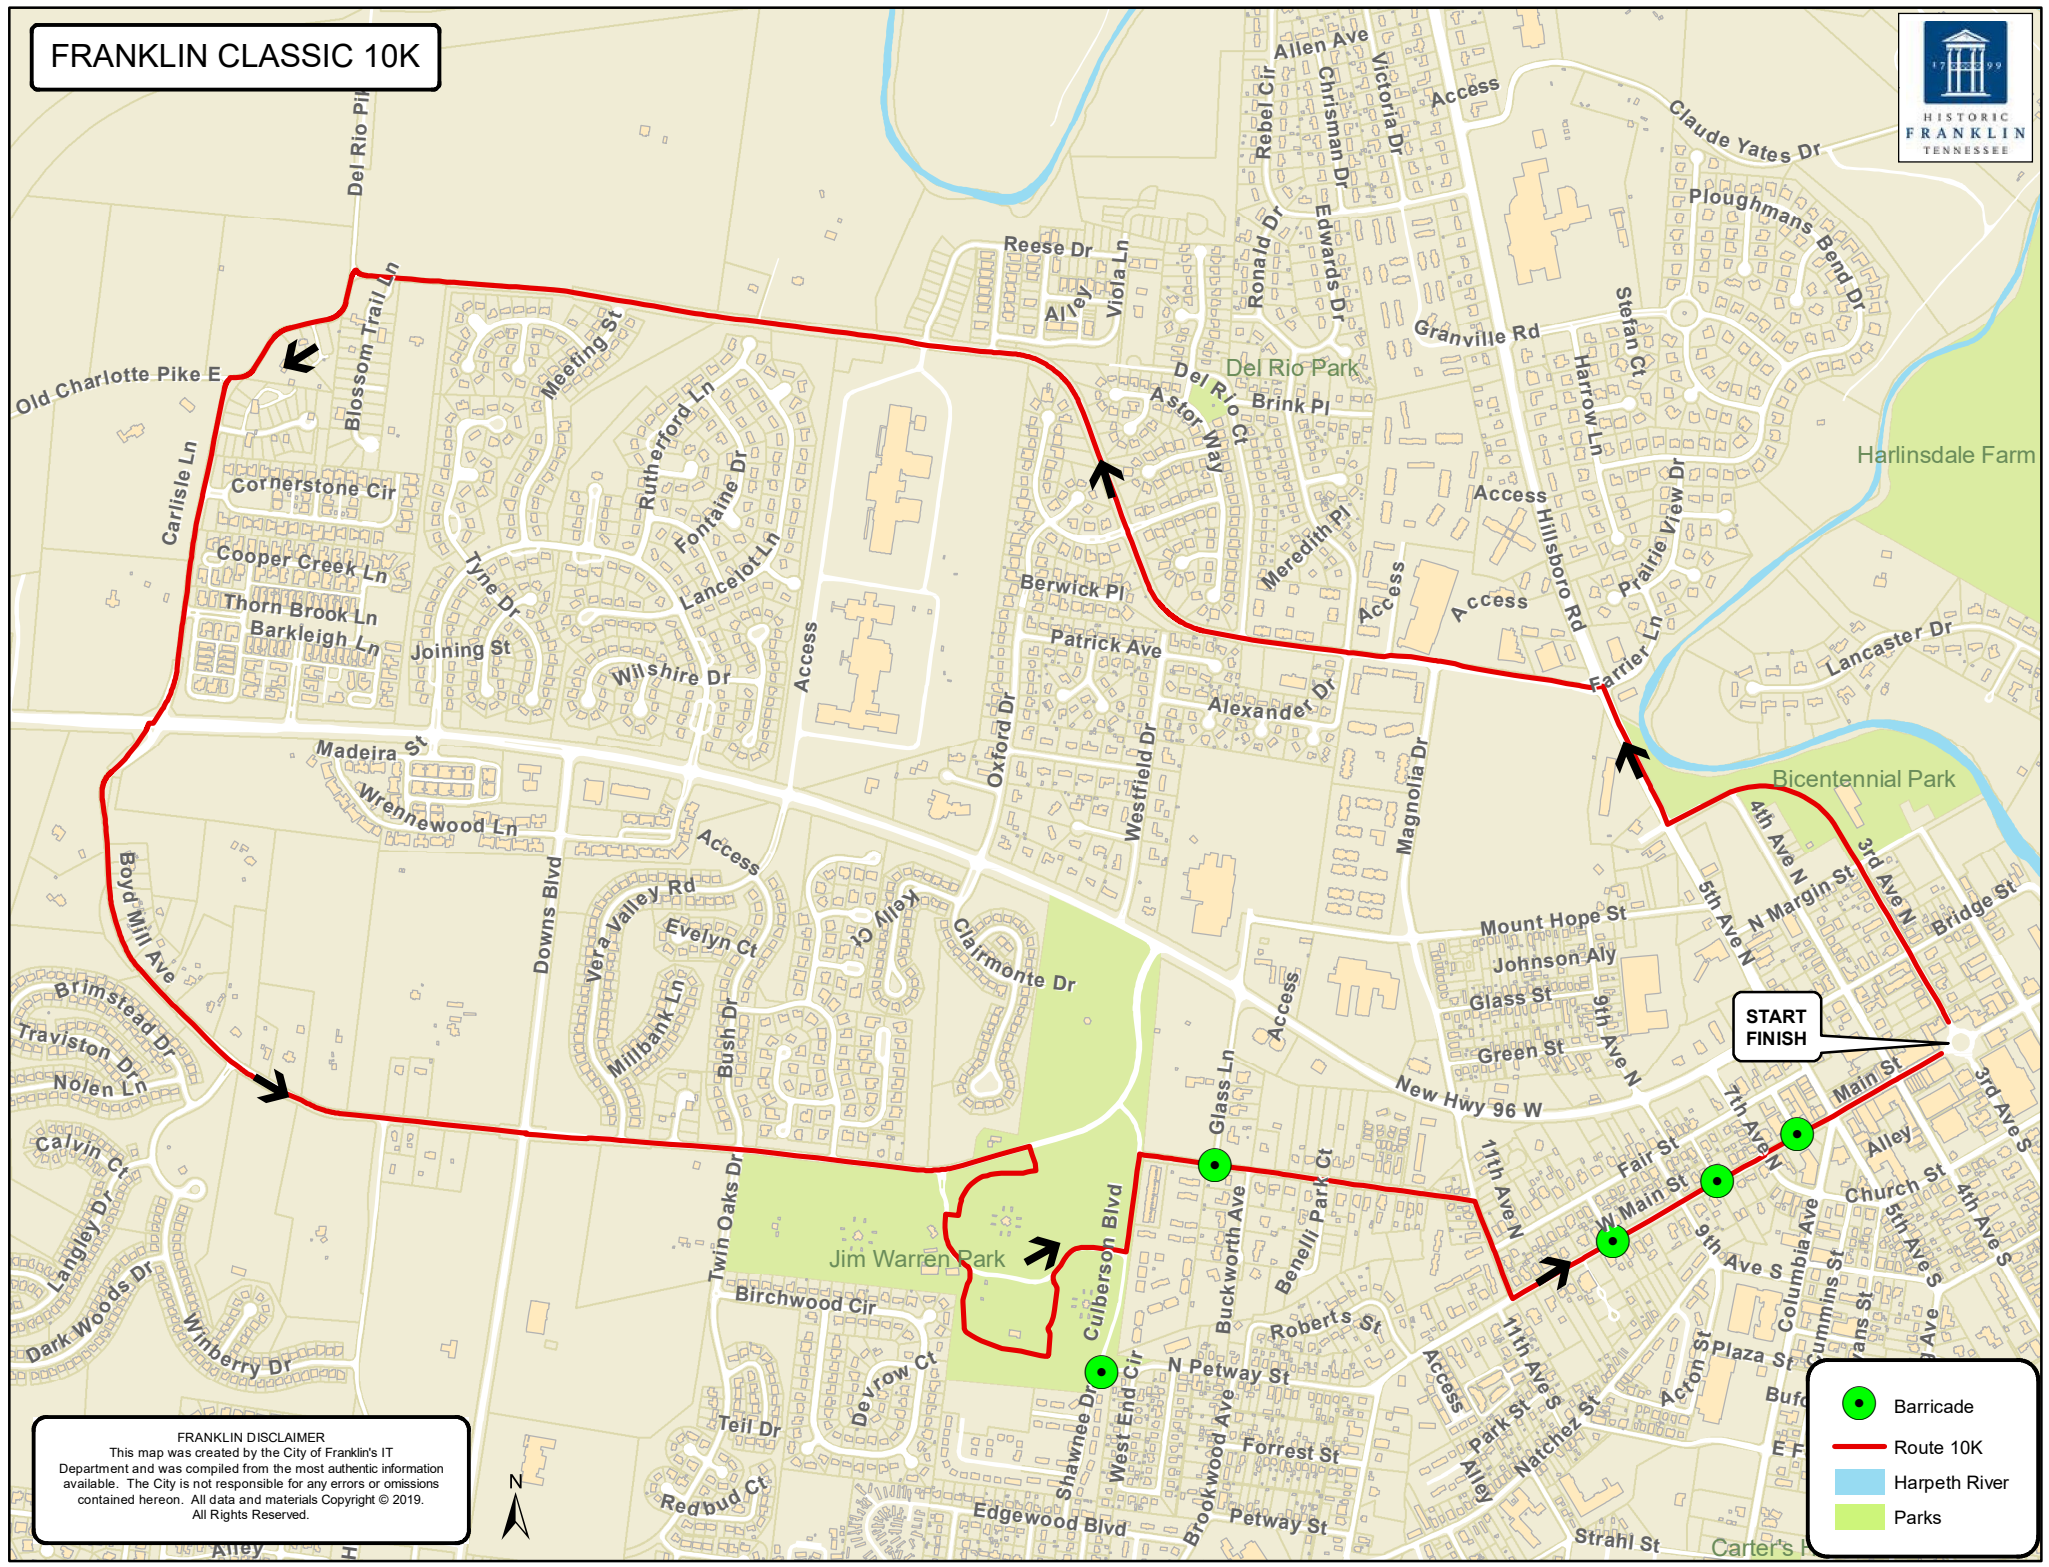 FRANKLIN CLASSIC 10K
HISTORIC
FRANKLIN
TENNESSEE
Allen Ave
Rebel Cir
Chrisman Dr
Victoria Dr
Access
Claude Yates Dr
Ploughmans Bend Dr
Ronald Dr
Edwards Dr
Reese Dr
Viola Ln
Alley
Blossom Trail Ln
Meeting St
Granville Rd
Stefan Ct
Harrow Ln
Del Rio Park
Del Rio Ct
Brink Pl
Astor Way
Old Charlotte Pike E
Rutherford Ln
Fontaine Dr
Carlisle Ln
Cornerstone Cir
Harlinsdale Farm
Access
Hillsboro Rd
Prairie View Dr
Meredith Pl
Cooper Creek Ln
Tyne Dr
Lancelot Ln
Berwick Pl
Access
Access
Thorn Brook Ln
Barkleigh Ln
Joining St
Wilshire Dr
Access
Patrick Ave
Farrier Ln
Lancaster Dr
Alexander Dr
Oxford Dr
Westfield Dr
Magnolia Dr
Madeira St
Wrennewood Ln
Access
Bicentennial Park
4th Ave N
3rd Ave N
Boyd Mill Ave
Downs Blvd
Vera Valley Rd
Evelyn Ct
Kelly Ct
Clairmonte Dr
Mount Hope St
5th Ave N
N Margin St
Bridge St
Johnson Aly
Glass St
9th Ave N
Access
Brimstead Dr
Traviston Dr
Nolen Ln
Millbank Ln
Bush Dr
Green St
START
FINISH
Glass Ln
New Hwy 96 W
Main St
3rd Ave S
7th Ave N
Alley
Calvin Ct
Langley Dr
Twin Oaks Dr
Culberson Blvd
Buckworth Ave
Benelli Park Ct
11th Ave N
Fair St
W Main St
Church St
4th Ave S
5th Ave S
Columbia Ave
9th Ave S
Jim Warren Park
Dark Woods Dr
Winberry Dr
Birchwood Cir
Devrow Ct
Roberts St
N Petway St
Access
11th Ave S
Acton St
Plaza St
Cummins St
Teil Dr
Redbud Ct
Shawnee Dr
West End Cir
Brookwood Ave
Forrest St
Park St
Alley
Natchez St
Edgewood Blvd
Petway St
Strahl St
Alley
FRANKLIN DISCLAIMER
This map was created by the City of Franklin's IT
Department and was compiled from the most authentic information
available. The City is not responsible for any errors or omissions
contained hereon. All data and materials Copyright © 2019.
All Rights Reserved.
N
Barricade
Route 10K
Harpeth River
Parks